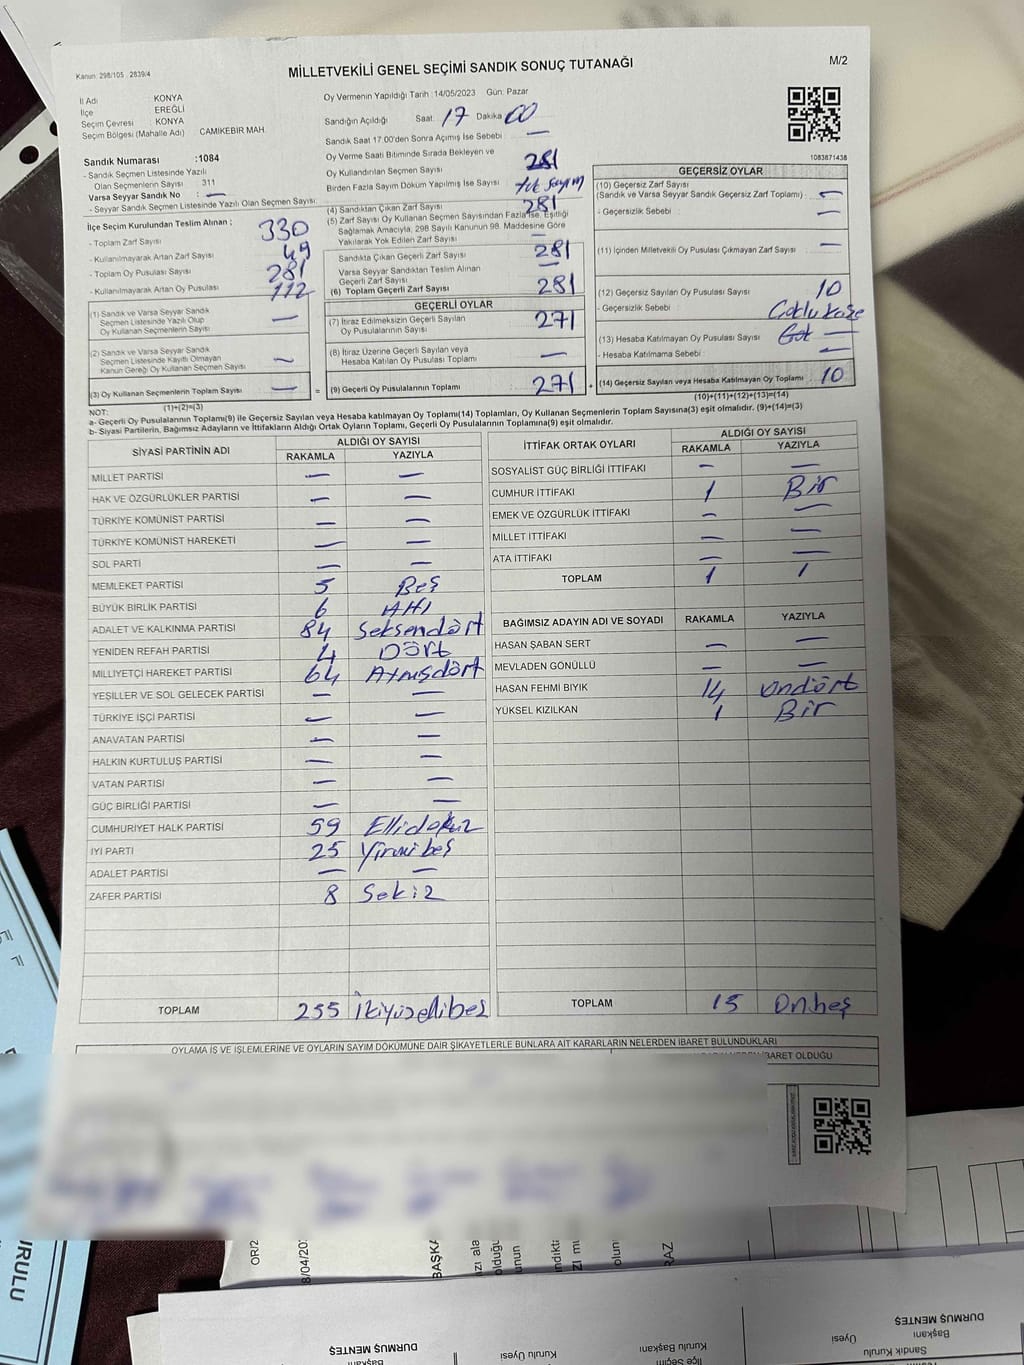 Kanun: 298/105 . 2839/4
MİLLETVEKİLİ GENEL SEÇİMİ SANDIK SONUÇ TUTANAĞI
M/2
İl Adı : KONYA
İlçe : EREĞLİ
Seçim Çevresi : KONYA
Seçim Bölgesi (Mahalle Adı) : CAMIKEBIR MAH.
Oy Vermenin Yapıldığı Tarih :14/05/2023 Gün: Pazar
Sandığın Açıldığı Saat: 17 Dakika 00
Sandık Saat 17:00'den Sonra Açımış İse Sebebi : —
Oy Verme Saati Bitiminde Sırada Bekleyen ve
Oy Kullandırılan Seçmen Sayısı 281
Birden Fazla Sayım Döküm Yapılmış İse Sayısı : tek sayım
1083871438
Sandık Numarası :1084
- Sandık Seçmen Listesinde Yazılı
Olan Seçmenlerin Sayısı 311
Varsa Seyyar Sandık No : —
- Seyyar Sandık Seçmen Listesinde Yazılı Olan Seçmen Sayısı:
İlçe Seçim Kurulundan Teslim Alınan ;
- Toplam Zarf Sayısı 330
- Kullanılmayarak Artan Zarf Sayısı 49
- Toplam Oy Pusulası Sayısı 281
- Kullanılmayarak Artan Oy Pusulası 112
(1) Sandık ve Varsa Seyyar Sandık
Seçmen Listesinde Yazılı Olup
Oy Kullanan Seçmenlerin Sayısı —
(2) Sandık ve Varsa Seyyar Sandık
Seçmen Listesinde Kayıtlı Olmayan
Kanun Gereği Oy Kullanan Seçmen Sayısı —
(3) Oy Kullanan Seçmenlerin Toplam Sayısı — =
(1)+(2)=(3)
(4) Sandıktan Çıkan Zarf Sayısı 281
(5) Zarf Sayısı Oy Kullanan Seçmen Sayısından Fazla İse, Eşitliği
Sağlamak Amacıyla, 298 Sayılı Kanunun 98. Maddesine Göre
Yakılarak Yok Edilen Zarf Sayısı —
Sandıkta Çıkan Geçerli Zarf Sayısı 281
Varsa Seyyar Sandıktan Teslim Alınan
Geçerli Zarf Sayısı —
(6) Toplam Geçerli Zarf Sayısı 281
GEÇERLİ OYLAR
(7) İtiraz Edilmeksizin Geçerli Sayılan
Oy Pusulalarının Sayısı 271
(8) İtiraz Üzerine Geçerli Sayılan veya
Hesaba Katılan Oy Pusulası Toplamı —
(9) Geçerli Oy Pusulalarının Toplamı 271 +
GEÇERSİZ OYLAR
(10) Geçersiz Zarf Sayısı
(Sandık ve Varsa Seyyar Sandık Geçersiz Zarf Toplamı) : —
- Geçersizlik Sebebi : —
(11) İçinden Milletvekili Oy Pusulası Çıkmayan Zarf Sayısı —
(12) Geçersiz Sayılan Oy Pusulası Sayısı 10
- Geçersizlik Sebebi :
(13) Hesaba Katılmayan Oy Pusulası Sayısı
- Hesaba Katılmama Sebebi : —
(14) Geçersiz Sayılan veya Hesaba Katılmayan Oy Toplamı 10
(10)+(11)+(12)+(13)=(14)
NOT:
a- Geçerli Oy Pusulalarının Toplamı(9) ile Geçersiz Sayılan veya Hesaba katılmayan Oy Toplamı(14) Toplamları, Oy Kullanan Seçmenlerin Toplam Sayısına(3) eşit olmalıdır. (9)+(14)=(3)
b- Siyasi Partilerin, Bağımsız Adayların ve İttifakların Aldığı Ortak Oyların Toplamı, Geçerli Oy Pusulalarının Toplamına(9) eşit olmalıdır.
SİYASİ PARTİNİN ADI ALDIĞI OY SAYISI
RAKAMLA YAZIYLA
MİLLET PARTİSİ — —
HAK VE ÖZGÜRLÜKLER PARTİSİ — —
TÜRKİYE KOMÜNİST PARTİSİ — —
TÜRKİYE KOMÜNİST HAREKETİ — —
SOL PARTİ — —
MEMLEKET PARTİSİ 5 Beş
BÜYÜK BİRLİK PARTİSİ 6 Altı
ADALET VE KALKINMA PARTİSİ 84 Seksendört
YENİDEN REFAH PARTİSİ 4 Dört
MİLLİYETÇİ HAREKET PARTİSİ 64 Atmışdört
YEŞİLLER VE SOL GELECEK PARTİSİ — —
TÜRKİYE İŞÇİ PARTİSİ — —
ANAVATAN PARTİSİ — —
HALKIN KURTULUŞ PARTİSİ — —
VATAN PARTİSİ — —
GÜÇ BİRLİĞİ PARTİSİ — —
CUMHURİYET HALK PARTİSİ 59 Ellidokuz
İYİ PARTİ 25 Yirmibeş
ADALET PARTİSİ — —
ZAFER PARTİSİ 8 Sekiz
TOPLAM 255 İkiyüzellibeş
İTTİFAK ORTAK OYLARI ALDIĞI OY SAYISI
RAKAMLA YAZIYLA
SOSYALİST GÜÇ BİRLİĞİ İTTİFAKI — —
CUMHUR İTTİFAKI 1 Bir
EMEK VE ÖZGÜRLÜK İTTİFAKI — —
MİLLET İTTİFAKI — —
ATA İTTİFAKI — —
TOPLAM 1 1
BAĞIMSIZ ADAYIN ADI VE SOYADI RAKAMLA YAZIYLA
HASAN ŞABAN SERT — —
MEVLADEN GÖNÜLLÜ — —
HASAN FEHMİ BIYIK 14 Ondört
YÜKSEL KIZILKAN 1 Bir
TOPLAM 15 Onbeş
OYLAMA İŞ VE İŞLEMLERİNE VE OYLARIN SAYIM DÖKÜMÜNE DAİR ŞİKAYETLERLE BUNLARA AİT KARARLARIN NELERDEN İBARET BULUNDUKLARI
BARET OLDUĞU
URULU
OR/2
8/04/202
BAŞKA
olduğu
unun
RAZ
DURMUŞ MENTEŞ
Başkanı
Kurulu Üyesi
Kurulu Başkanı
İlçe Seçim Kurulu
Üyesi
DURMUŞ MENTEŞ
Başkanı
Sandık Kurulu